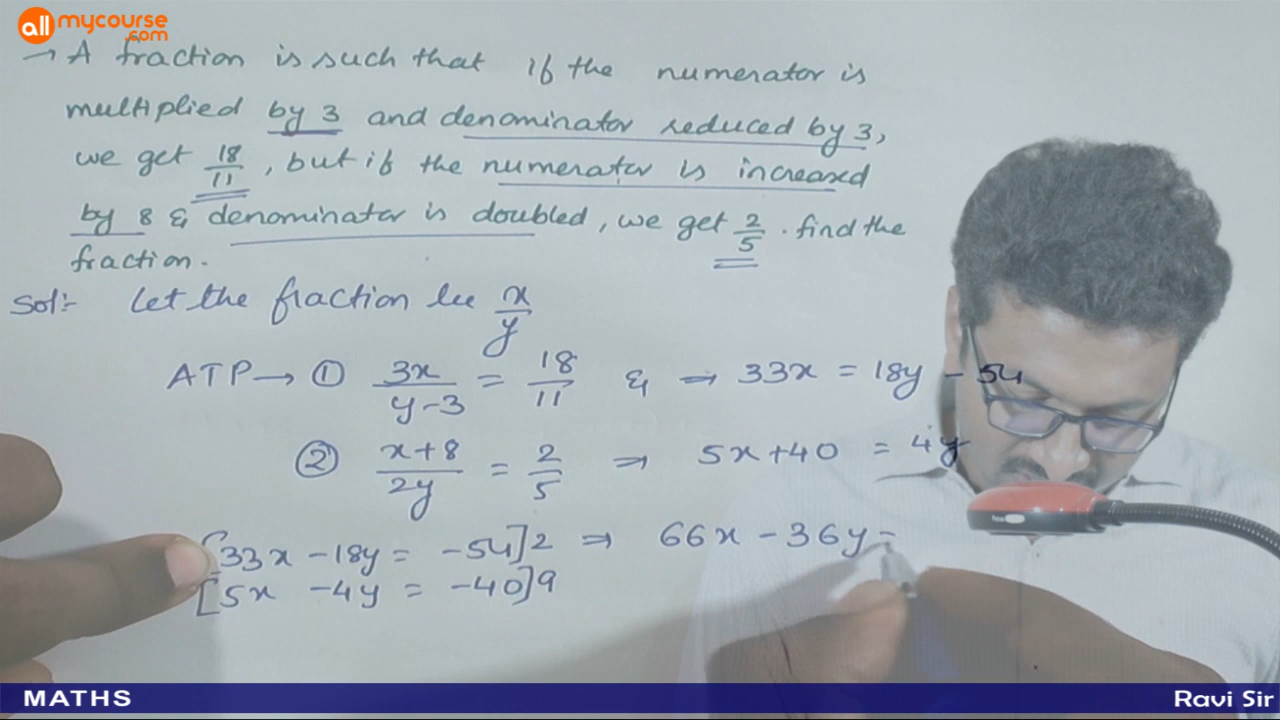 all mycourse
.com
→ A fraction is such that if the numerator is
multiplied by 3 and denominator reduced by 3,
we get 18/11, but if the numerator is increased
by 8 & denominator is doubled, we get 2/5. find the
fraction.
Sol:- Let the fraction be x/y
ATP → ① 3x/(y-3) = 18/11 & ⇒ 33x = 18y - 54
② (x+8)/2y = 2/5 ⇒ 5x+40 = 4y
[33x - 18y = -54]2 ⇒ 66x - 36y =
[5x - 4y = -40]9
MATHS
Ravi Sir